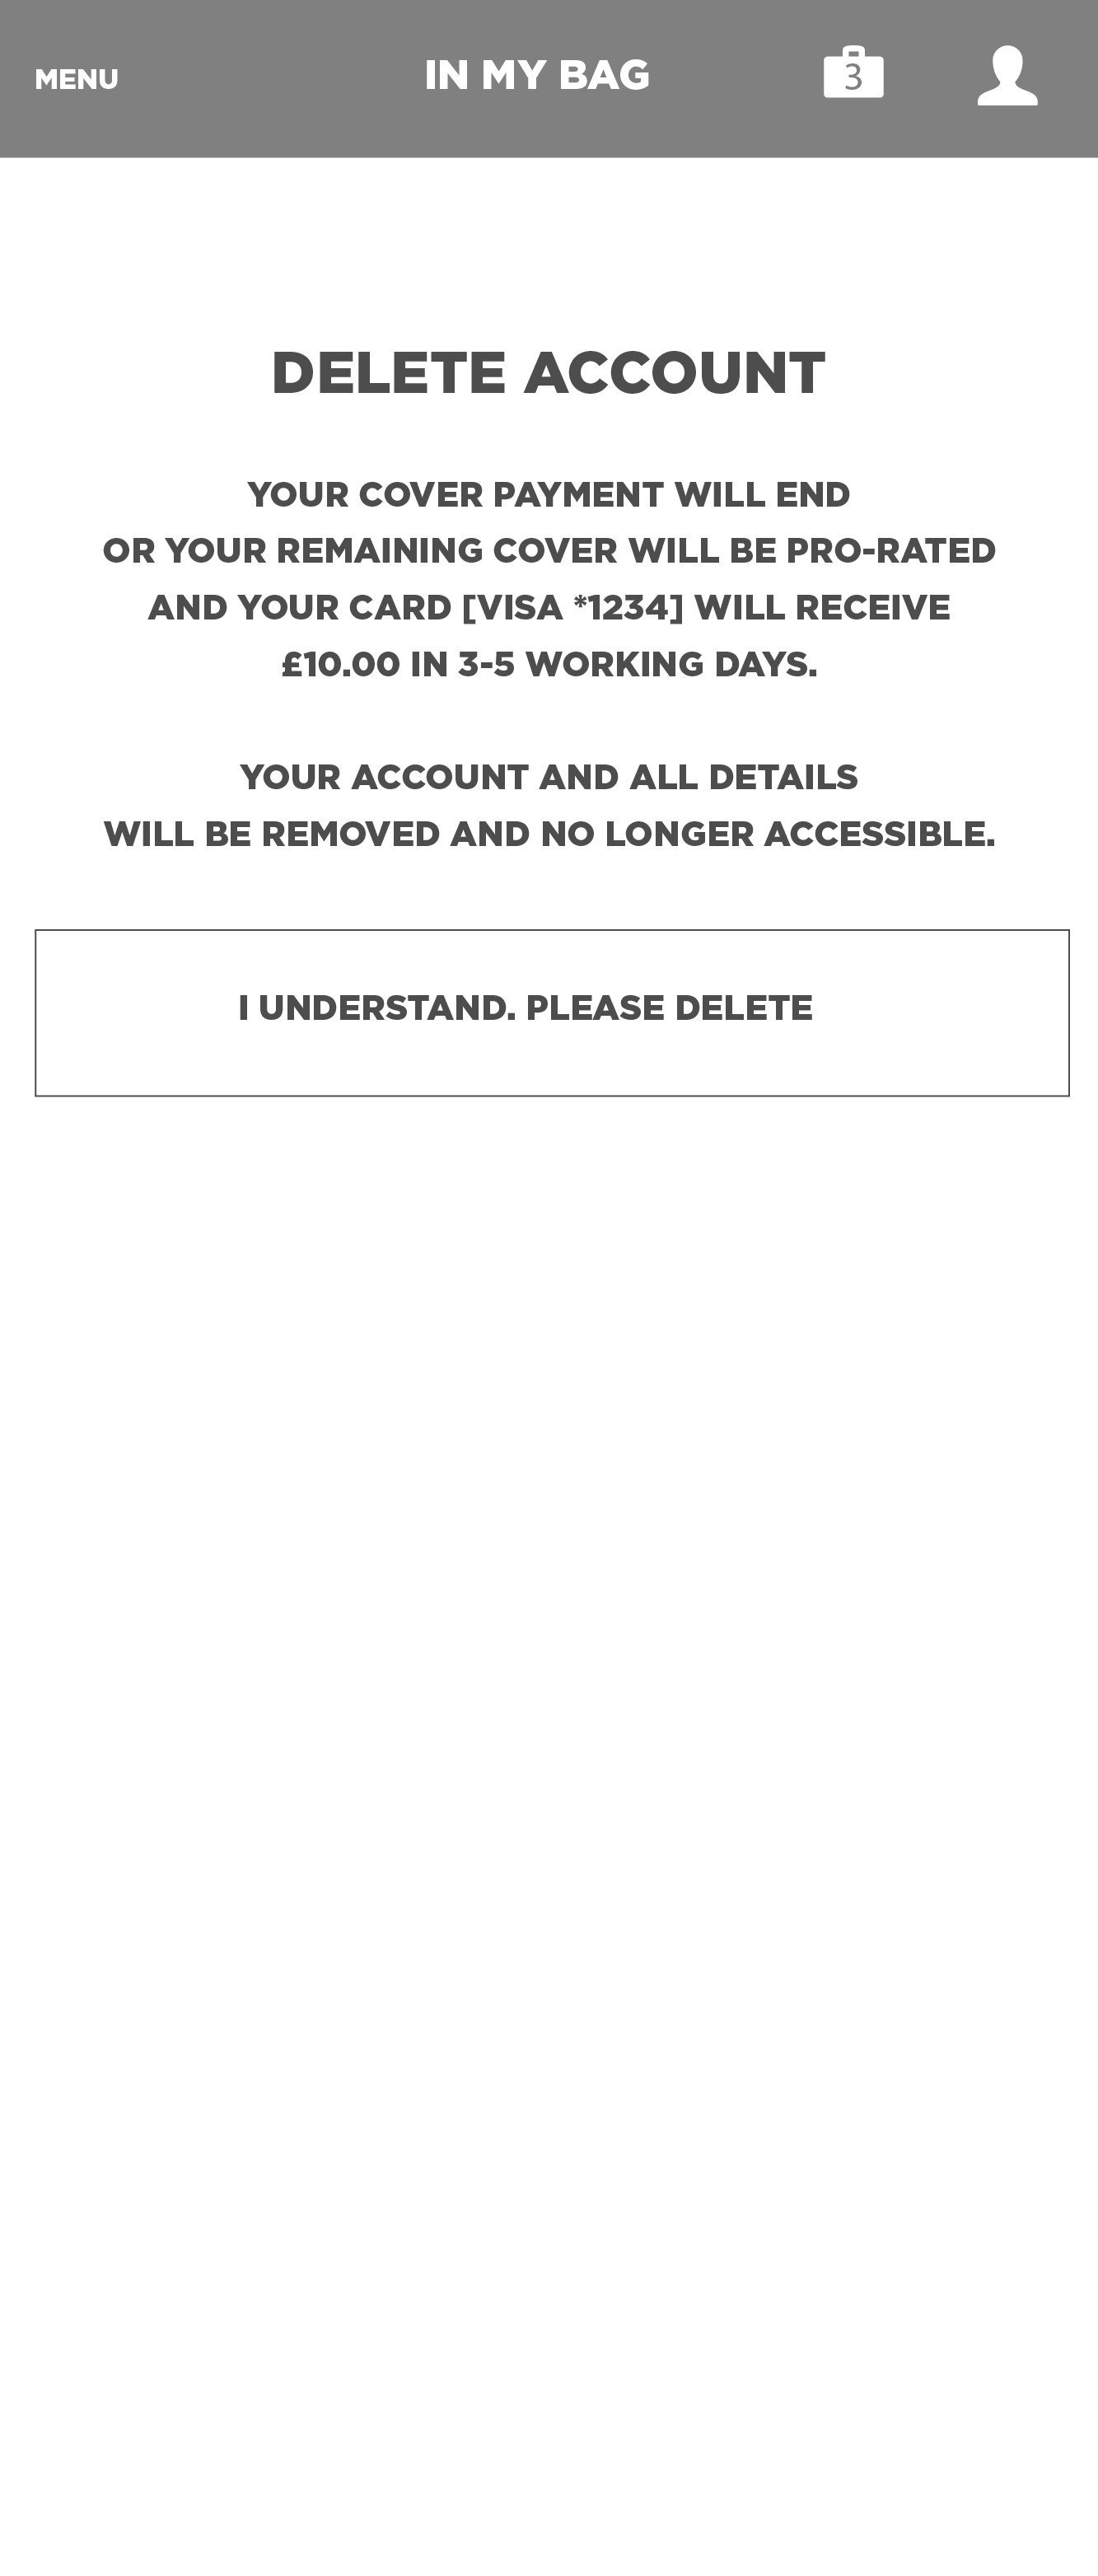 MENU
IN MY BAG
3
DELETE ACCOUNT
YOUR COVER PAYMENT WILL END
OR YOUR REMAINING COVER WILL BE PRO-RATED
AND YOUR CARD [VISA *1234] WILL RECEIVE
£10.00 IN 3-5 WORKING DAYS.
YOUR ACCOUNT AND ALL DETAILS
WILL BE REMOVED AND NO LONGER ACCESSIBLE.
I UNDERSTAND. PLEASE DELETE